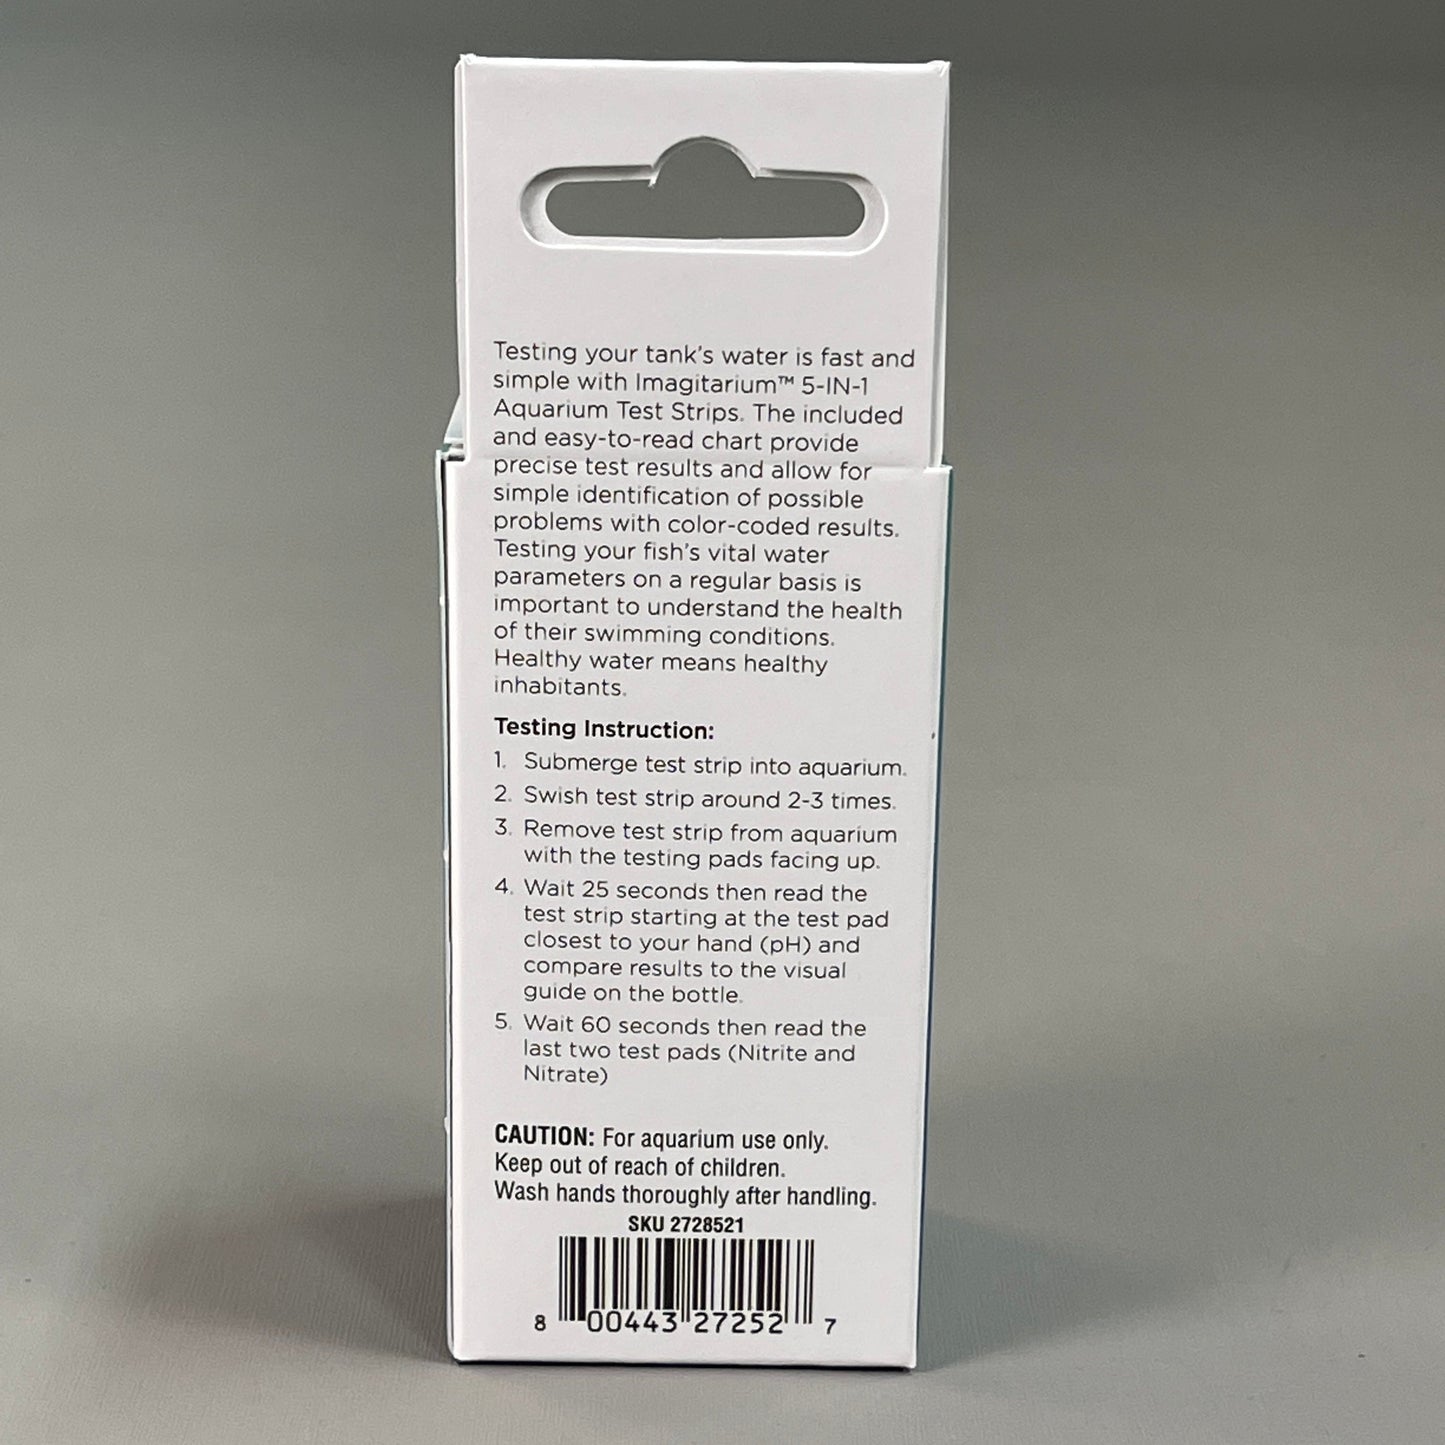 Testing your tank's water is fast and
simple with Imagitarium™ 5-IN-1
Aquarium Test Strips. The included
and easy-to-read chart provide
precise test results and allow for
simple identification of possible
problems with color-coded results.
Testing your fish's vital water
parameters on a regular basis is
important to understand the health
of their swimming conditions.
Healthy water means healthy
inhabitants.
Testing Instruction:
1. Submerge test strip into aquarium.
2. Swish test strip around 2-3 times.
3. Remove test strip from aquarium
with the testing pads facing up.
4. Wait 25 seconds then read the
test strip starting at the test pad
closest to your hand (pH) and
compare results to the visual
guide on the bottle.
5. Wait 60 seconds then read the
last two test pads (Nitrite and
Nitrate)
CAUTION: For aquarium use only.
Keep out of reach of children.
Wash hands thoroughly after handling.
SKU 2728521
8 00443 27252 7